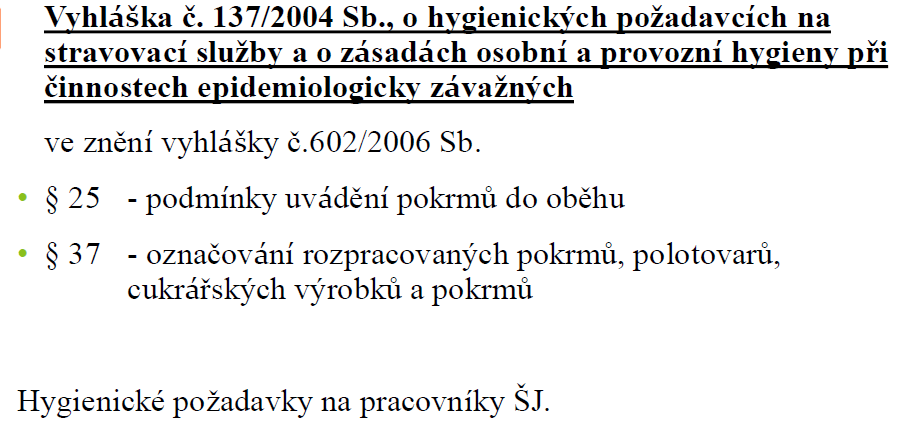 Vyhláška č. 137/2004 Sb., o hygienických požadavcích na
stravovací služby a o zásadách osobní a provozní hygieny při
činnostech epidemiologicky závažných
ve znění vyhlášky č.602/2006 Sb.
• § 25 - podmínky uvádění pokrmů do oběhu
• § 37 - označování rozpracovaných pokrmů, polotovarů,
cukrářských výrobků a pokrmů
Hygienické požadavky na pracovníky ŠJ.